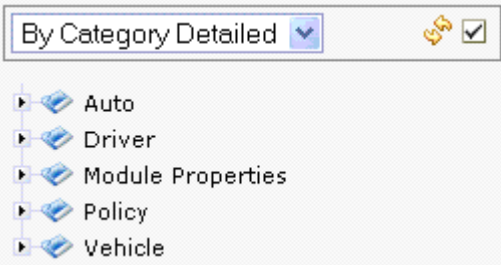 By Category Detailed
Auto
Driver
Module Properties
Policy
Vehicle